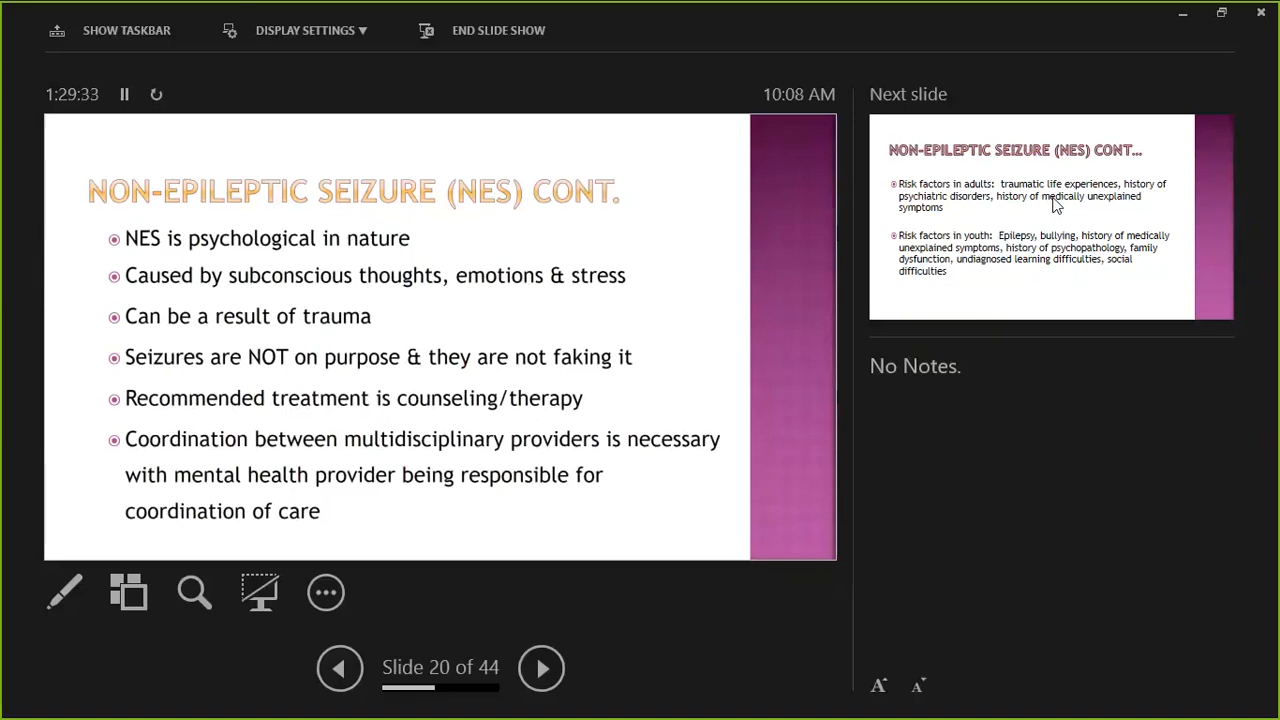 SHOW TASKBAR
DISPLAY SETTINGS ▼
END SLIDE SHOW
1:29:33
10:08 AM
NON-EPILEPTIC SEIZURE (NES) CONT.
NES is psychological in nature
Caused by subconscious thoughts, emotions & stress
Can be a result of trauma
Seizures are NOT on purpose & they are not faking it
Recommended treatment is counseling/therapy
Coordination between multidisciplinary providers is necessary
with mental health provider being responsible for
coordination of care
Slide 20 of 44
Next slide
NON-EPILEPTIC SEIZURE (NES) CONT...
Risk factors in adults: traumatic life experiences, history of
psychiatric disorders, history of medically unexplained
symptoms
Risk factors in youth: Epilepsy, bullying, history of medically
unexplained symptoms, history of psychopathology, family
dysfunction, undiagnosed learning difficulties, social
difficulties
No Notes.
A A